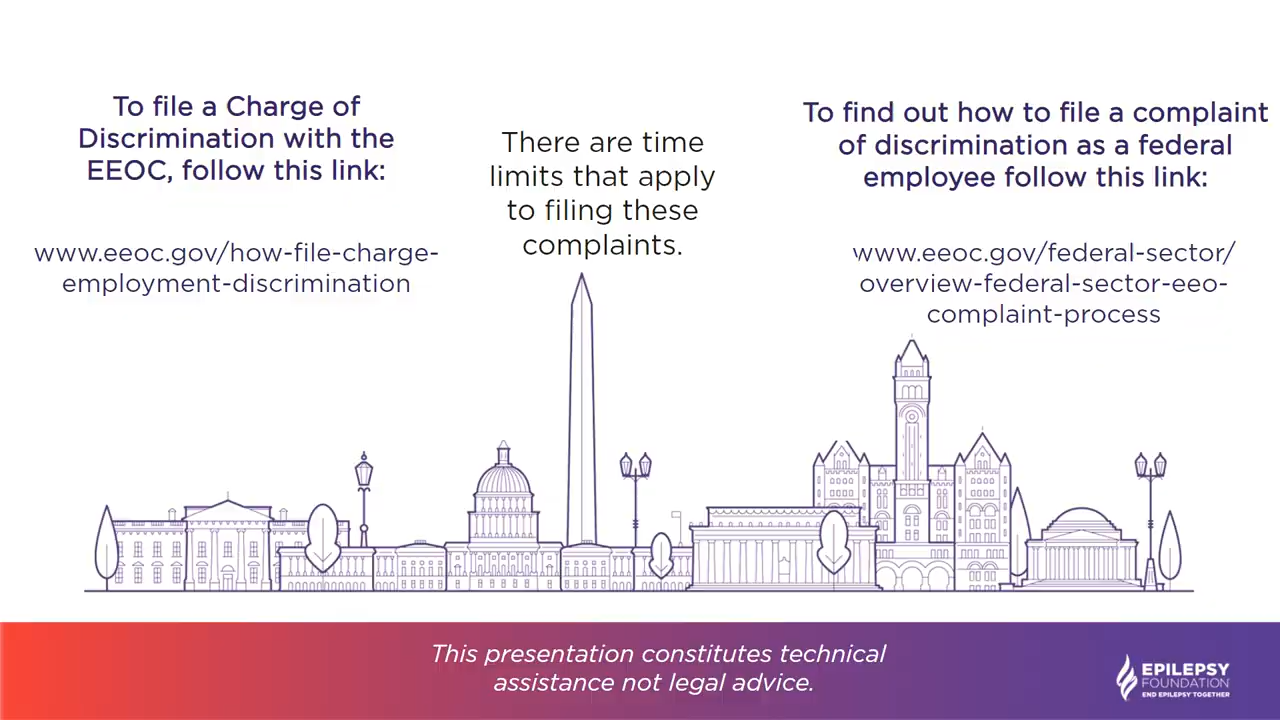 To file a Charge of
Discrimination with the
EEOC, follow this link:
www.eeoc.gov/how-file-charge-
employment-discrimination
There are time
limits that apply
to filing these
complaints.
To find out how to file a complaint
of discrimination as a federal
employee follow this link:
www.eeoc.gov/federal-sector/
overview-federal-sector-eeo-
complaint-process
This presentation constitutes technical
assistance not legal advice.
EPILEPSY
FOUNDATION
END EPILEPSY TOGETHER